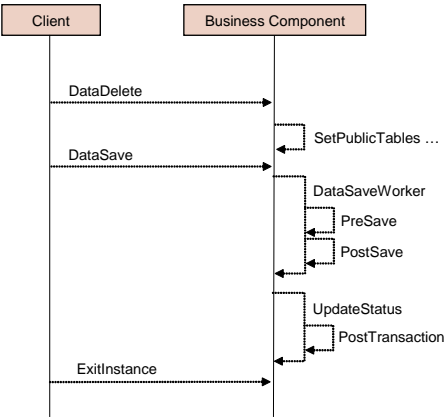 Client
Business Component
DataDelete
SetPublicTables ...
DataSave
DataSaveWorker
PreSave
PostSave
UpdateStatus
PostTransaction
ExitInstance